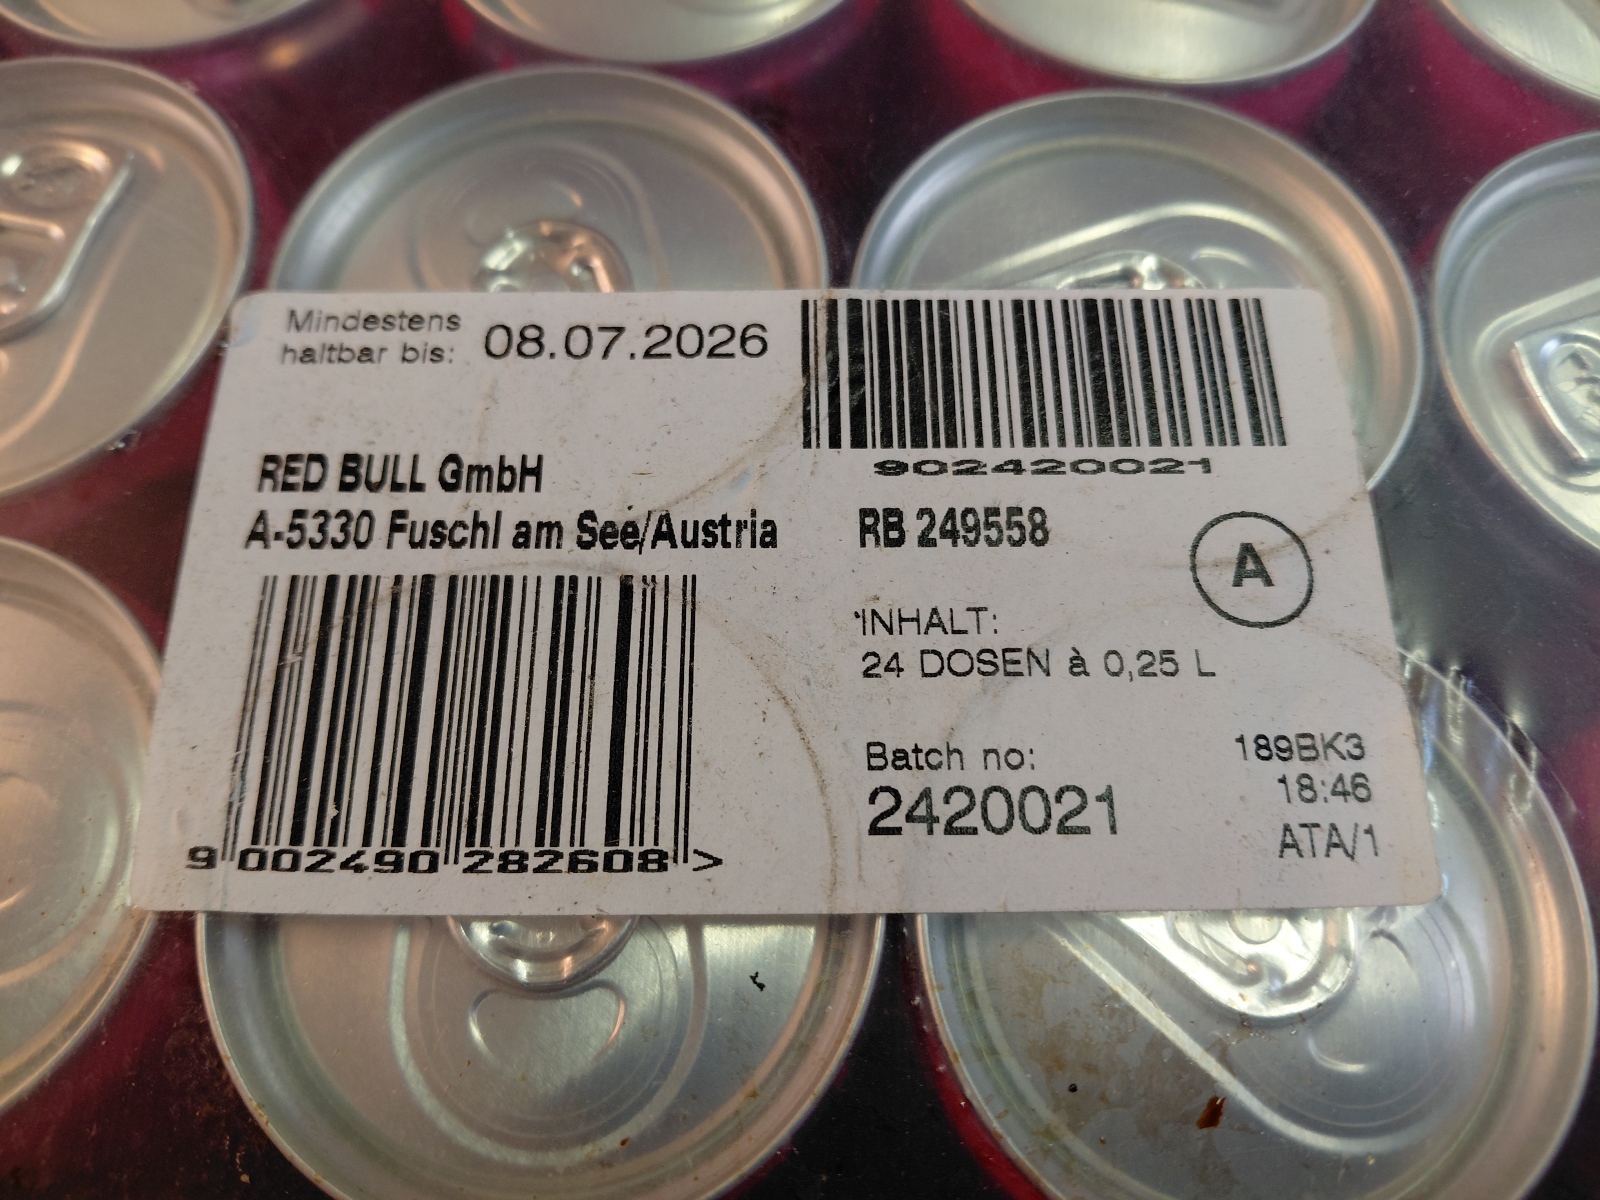 Mindestens
haltbar bis: 08.07.2026
902420021
RED BULL GmbH
A-5330 Fuschl am See/Austria
RB 249558
A
INHALT:
24 DOSEN à 0,25 L
Batch no:
2420021
189BK3
18:46
ATA/1
9 002490 282608 >